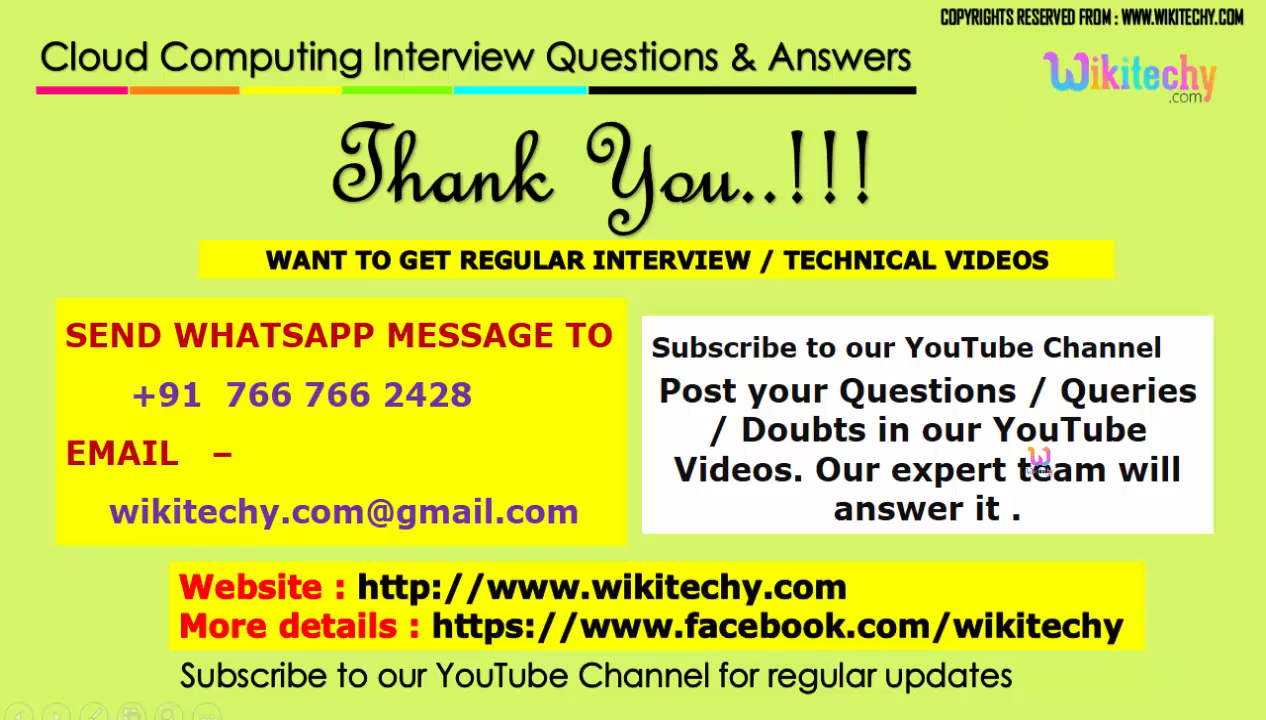 COPYRIGHTS RESERVED FROM : WWW.WIKITECHY.COM
Cloud Computing Interview Questions & Answers
Wikitechy
.com
Thank You..!!!
WANT TO GET REGULAR INTERVIEW / TECHNICAL VIDEOS
SEND WHATSAPP MESSAGE TO
+91 766 766 2428
EMAIL –
wikitechy.com@gmail.com
Subscribe to our YouTube Channel
Post your Questions / Queries
/ Doubts in our YouTube
Videos. Our expert team will
answer it .
Website : http://www.wikitechy.com
More details : https://www.facebook.com/wikitechy
Subscribe to our YouTube Channel for regular updates